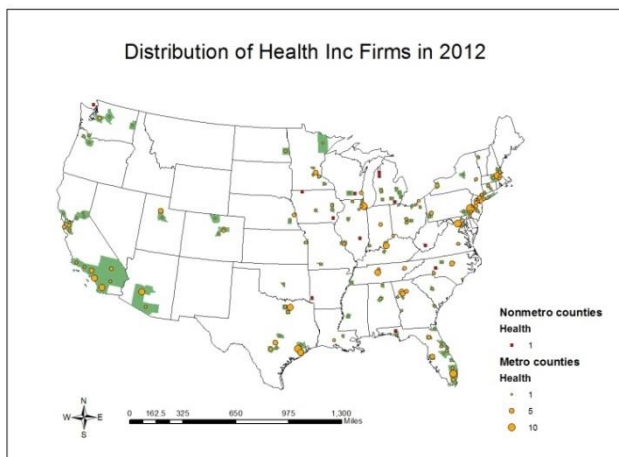 Distribution of Health Inc Firms in 2012
Nonmetro counties
Health
1
Metro counties
Health
1
5
10
N
W E
S
0 162.5 325 650 975 1,300
Miles